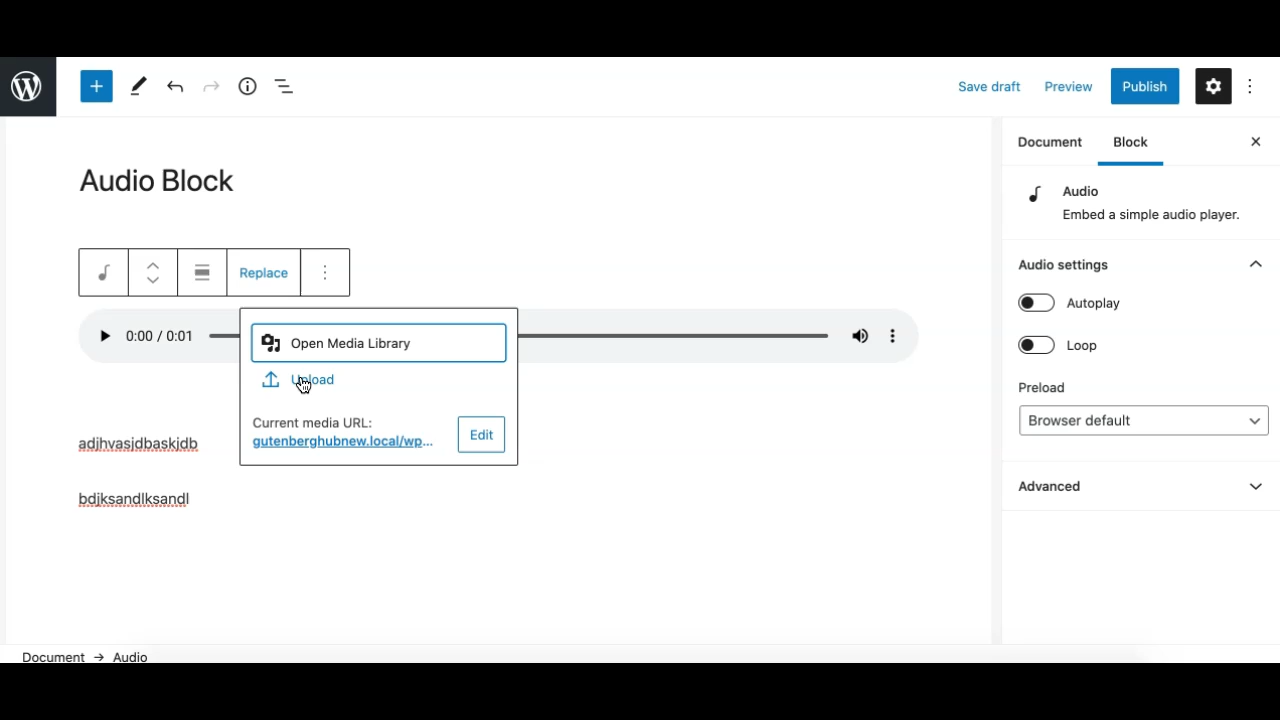 Save draft Preview Publish
Document Block
Audio Block
Audio
Embed a simple audio player.
Replace
Audio settings
Autoplay
0:00 / 0:01
Open Media Library
Loop
Upload
Preload
Browser default
Current media URL:
gutenberghubnew.local/wp...
Edit
adjhvasjdbaskjdb
Advanced
bdjksandlksandl
Document → Audio